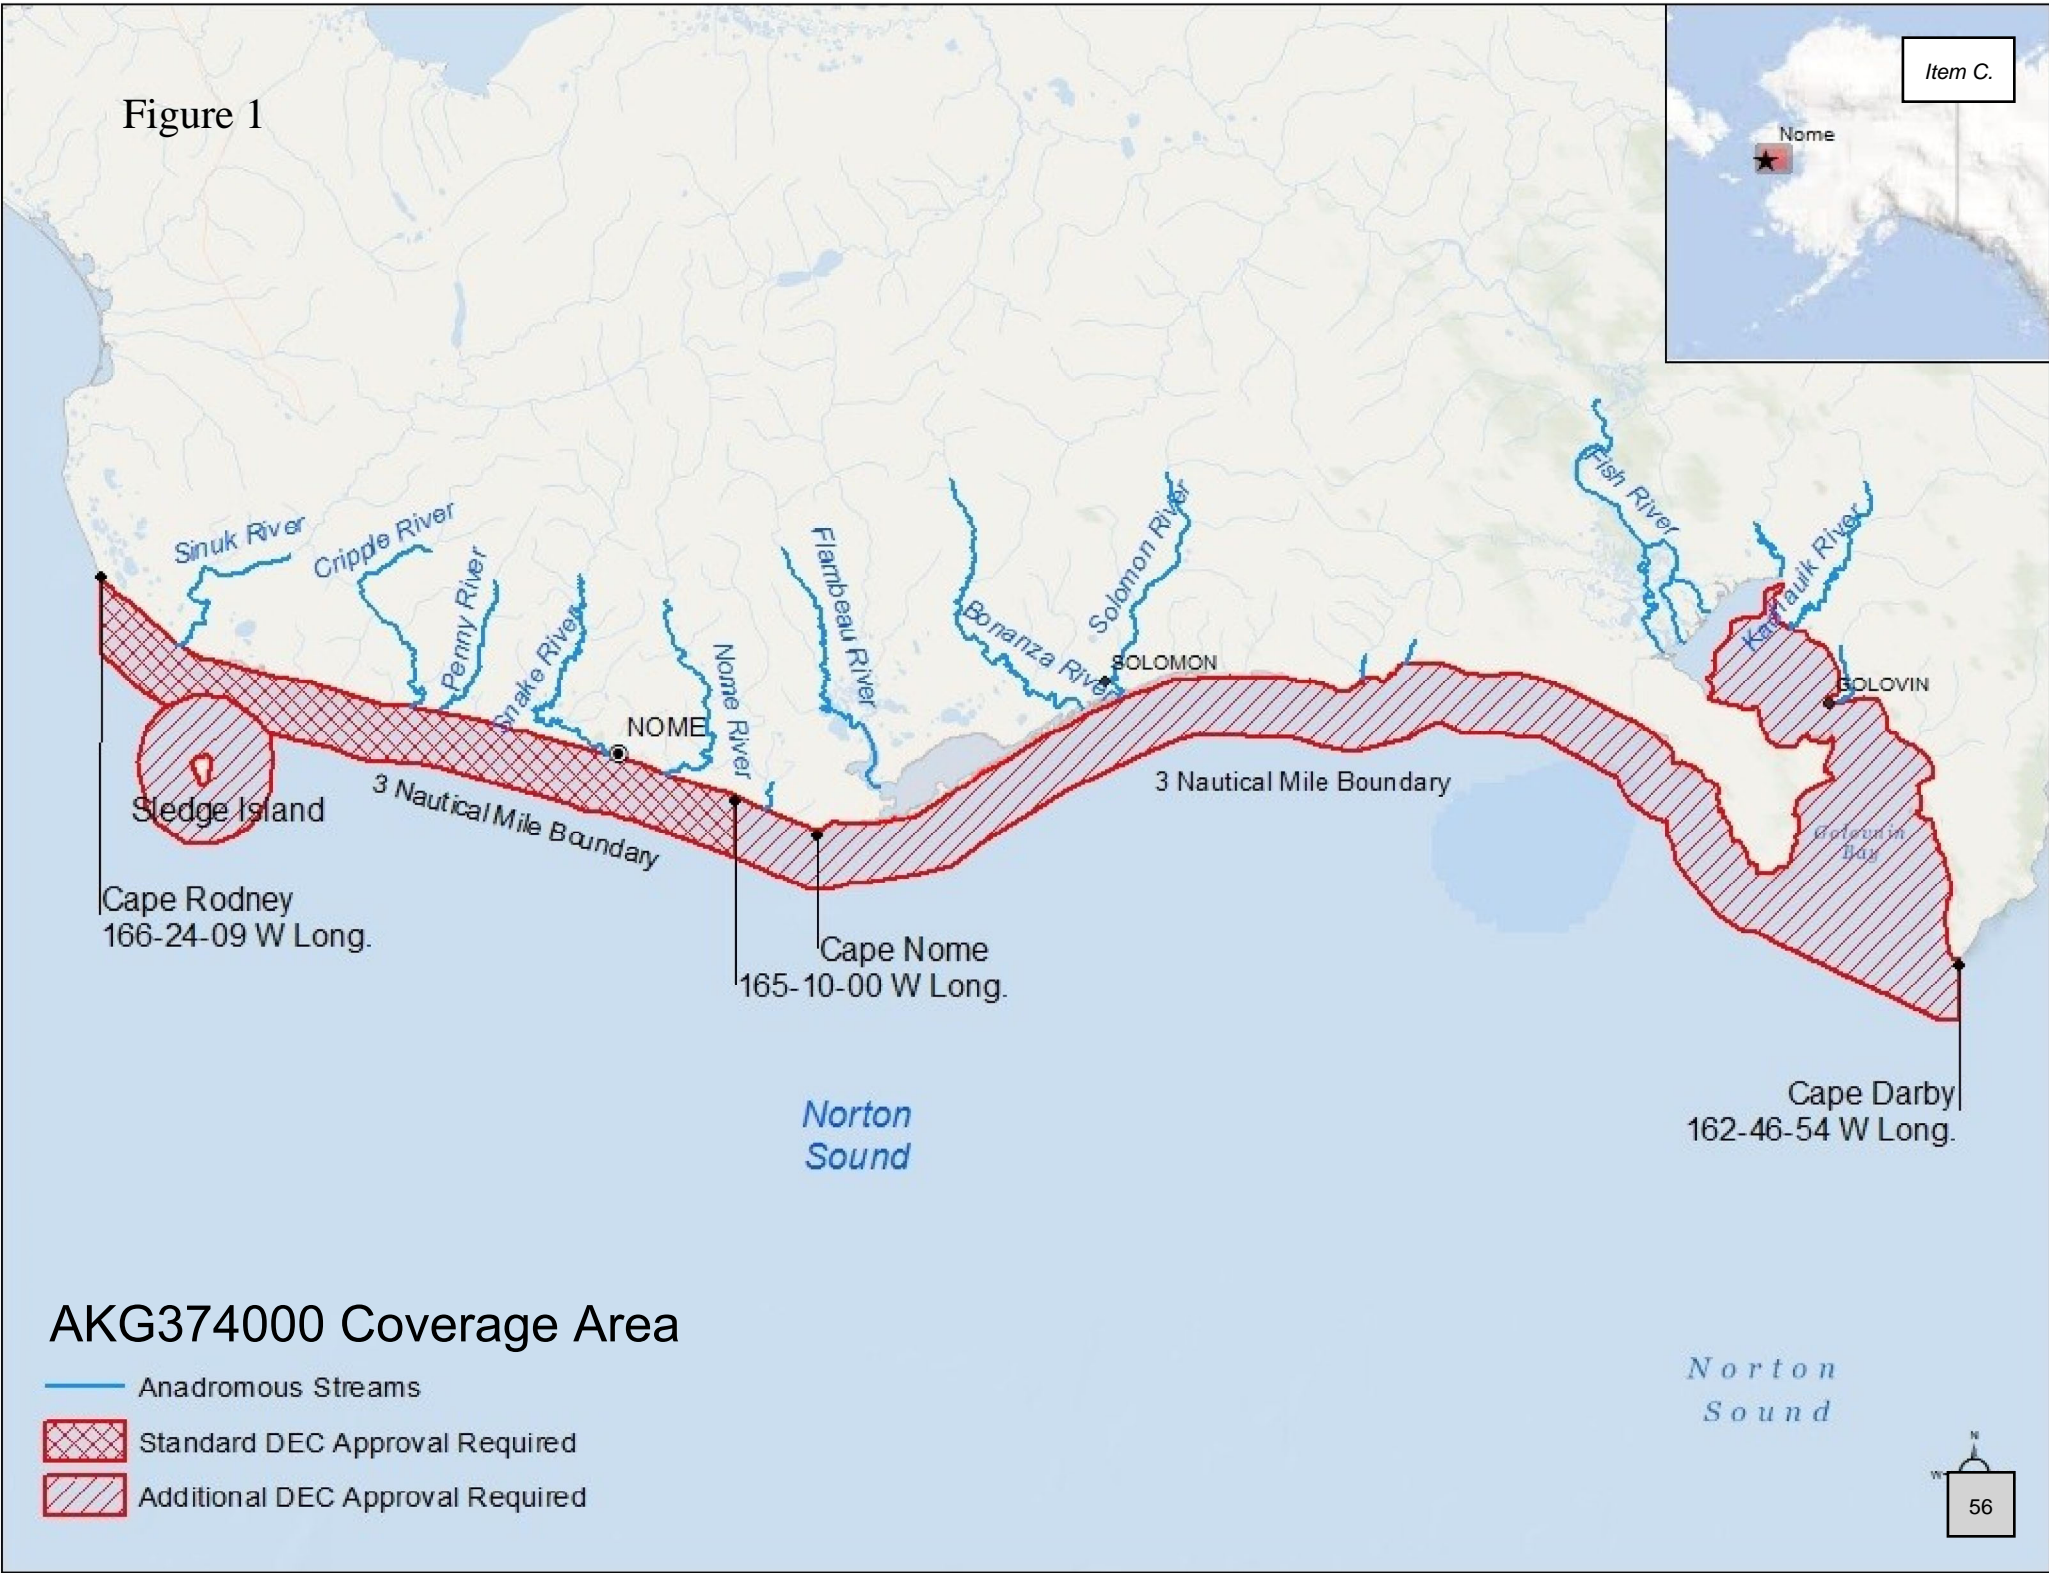 Figure 1
Item C.
Nome
Sinuk River
Cripple River
Penny River
Snake River
NOME
Nome River
Flambeau River
Bonanza River
Solomon River
SOLOMON
Fish River
River
GOLOVIN
Golovnin
Bay
Sledge Island
3 Nautical Mile Boundary
3 Nautical Mile Boundary
Cape Rodney
166-24-09 W Long.
Cape Nome
165-10-00 W Long.
Cape Darby
162-46-54 W Long.
Norton
Sound
Norton
Sound
AKG374000 Coverage Area
Anadromous Streams
Standard DEC Approval Required
Additional DEC Approval Required
N
W
56